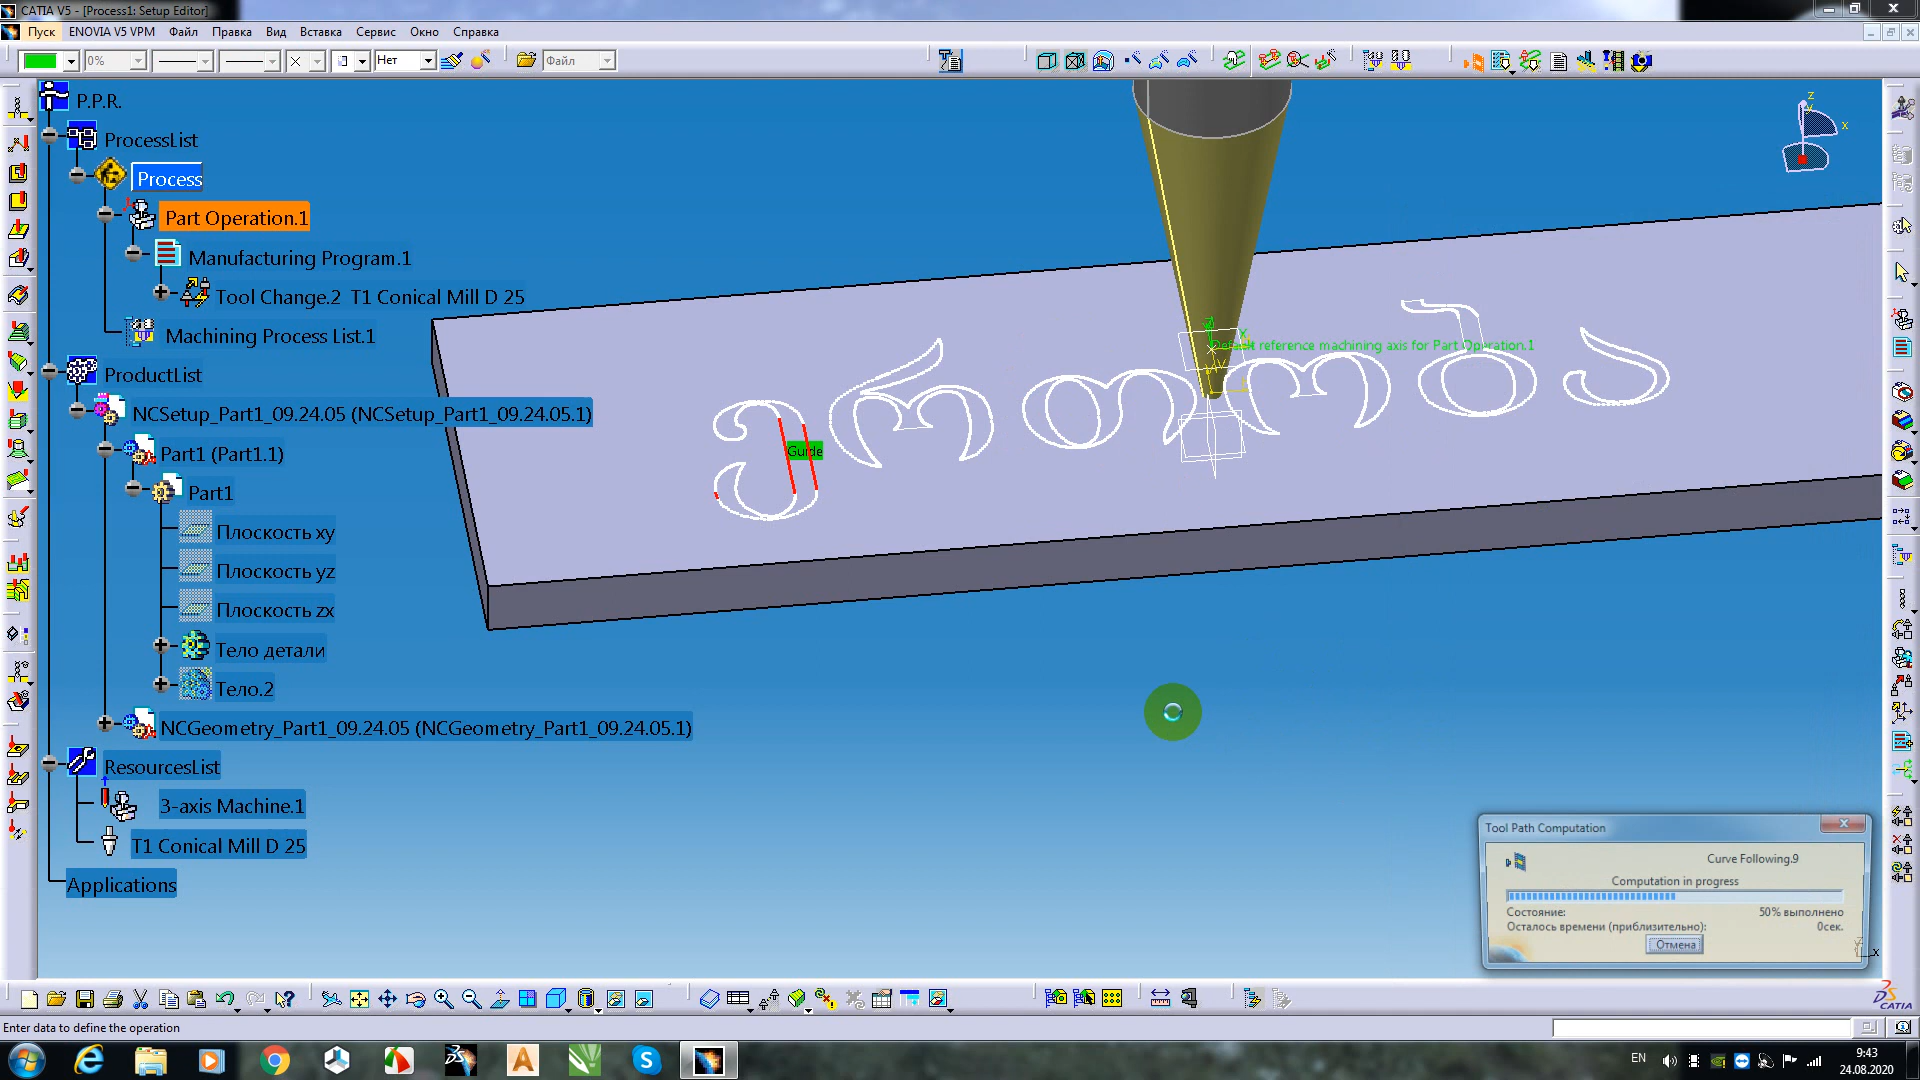 CATIA V5 - [Process1: Setup Editor]
Пуск ENOVIA V5 VPM Файл Правка Вид Вставка Сервис Окно Справка
0% Нет Файл
P.P.R.
ProcessList
Process
Part Operation.1
Manufacturing Program.1
Tool Change.2 T1 Conical Mill D 25
Machining Process List.1
ProductList
NCSetup_Part1_09.24.05 (NCSetup_Part1_09.24.05.1)
Part1 (Part1.1)
Part1
Плоскость xy
Плоскость yz
Плоскость zx
Тело детали
Тело.2
NCGeometry_Part1_09.24.05 (NCGeometry_Part1_09.24.05.1)
ResourcesList
3-axis Machine.1
T1 Conical Mill D 25
Applications
z
y
x
Default reference machining axis for Part Operation.1
Guide
Tool Path Computation
Curve Following.9
Computation in progress
Состояние: 50% выполнено
Осталось времени (приблизительно): 0сек.
Отмена
CATIA
Enter data to define the operation
EN
9:43
24.08.2020